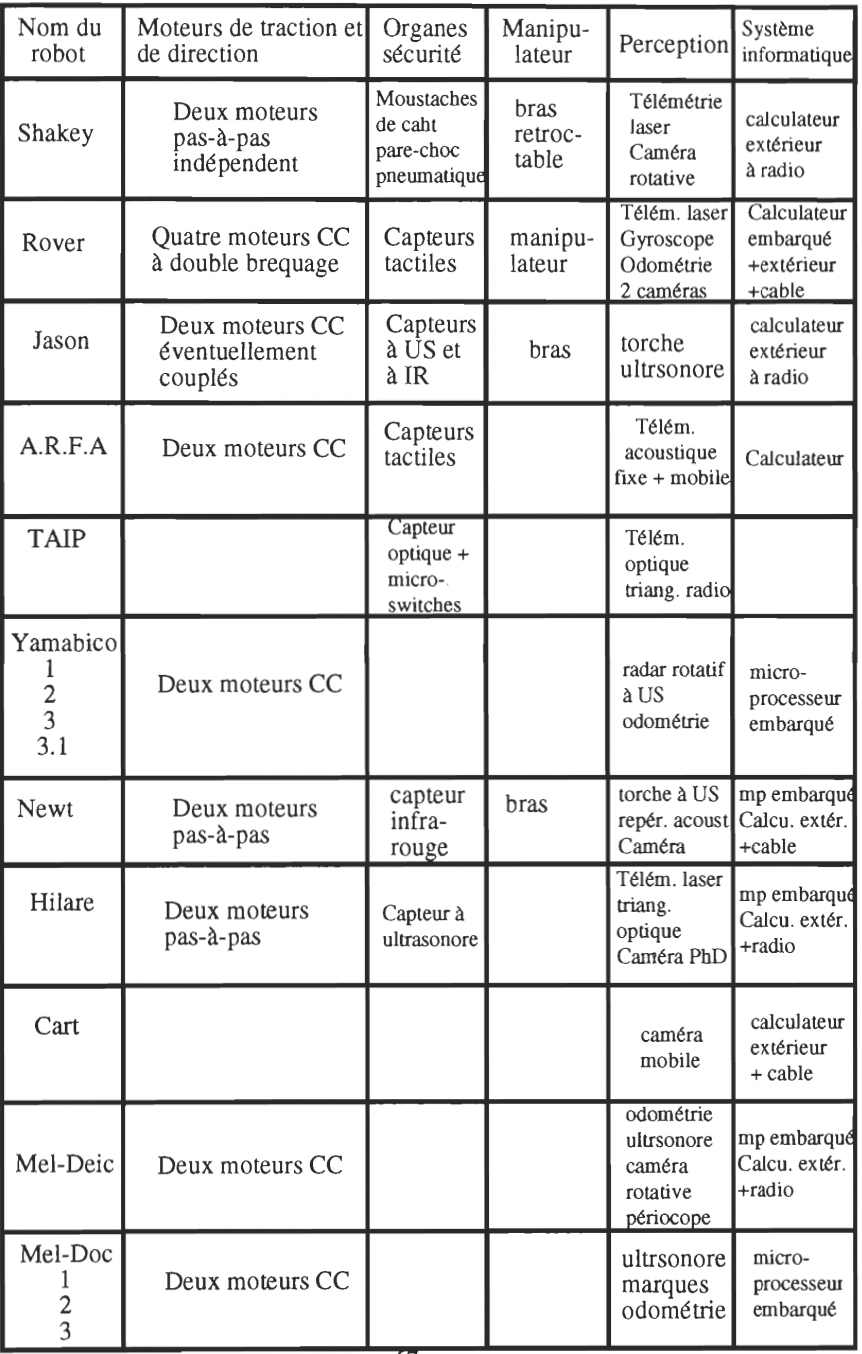 Nom du
robot
Moteurs de traction et
de direction
Organes
sécurité
Manipu-
lateur
Perception
Système
informatique
Shakey
Deux moteurs
pas-à-pas
indépendent
Moustaches
de caht
pare-choc
pneumatique
bras
retroc-
table
Télémétrie
laser
Caméra
rotative
calculateur
extérieur
à radio
Rover
Quatre moteurs CC
à double brequage
Capteurs
tactiles
manipu-
lateur
Télém. laser
Gyroscope
Odométrie
2 caméras
Calculateur
embarqué
+extérieur
+cable
Jason
Deux moteurs CC
éventuellement
couplés
Capteurs
à US et
à IR
bras
torche
ultrsonore
calculateur
extérieur
à radio
A.R.F.A
Deux moteurs CC
Capteurs
tactiles
Télém.
acoustique
fixe + mobile
Calculateur
TAIP
Capteur
optique +
micro-
switches
Télém.
optique
triang. radio
Yamabico
1
2
3
3.1
Deux moteurs CC
radar rotatif
à US
odométrie
micro-
processeur
embarqué
Newt
Deux moteurs
pas-à-pas
capteur
infra-
rouge
bras
torche à US
repér. acoust
Caméra
mp embarqué
Calcu. extér.
+cable
Hilare
Deux moteurs
pas-à-pas
Capteur à
ultrasonore
Télém. laser
triang.
optique
Caméra PhD
mp embarqué
Calcu. extér.
+radio
Cart
caméra
mobile
calculateur
extérieur
+ cable
Mel-Deic
Deux moteurs CC
odométrie
ultrsonore
caméra
rotative
périocope
mp embarqué
Calcu. extér.
+radio
Mel-Doc
1
2
3
Deux moteurs CC
ultrsonore
marques
odométrie
micro-
processeur
embarqué